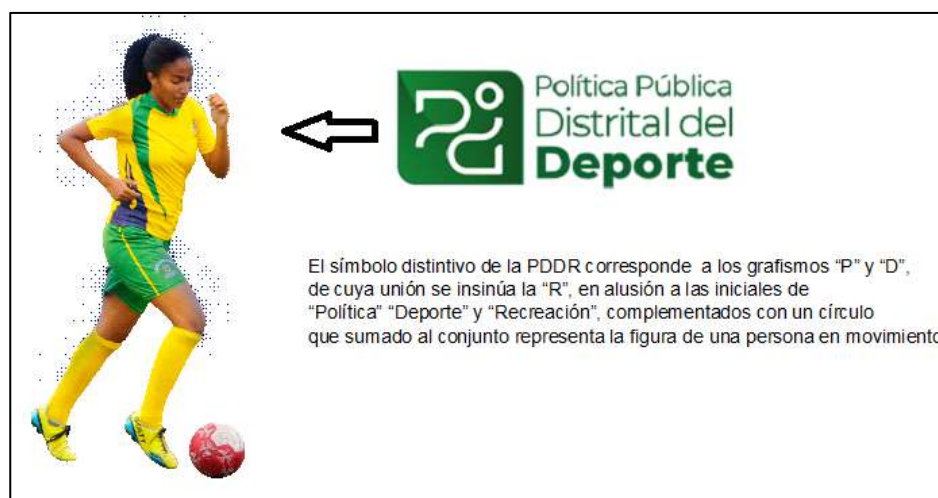 Política Pública
Distrital del
Deporte
El símbolo distintivo de la PDDR corresponde a los grafismos “P” y “D”,
de cuya unión se insinúa la “R”, en alusión a las iniciales de
“Política” “Deporte” y “Recreación”, complementados con un círculo
que sumado al conjunto representa la figura de una persona en movimiento